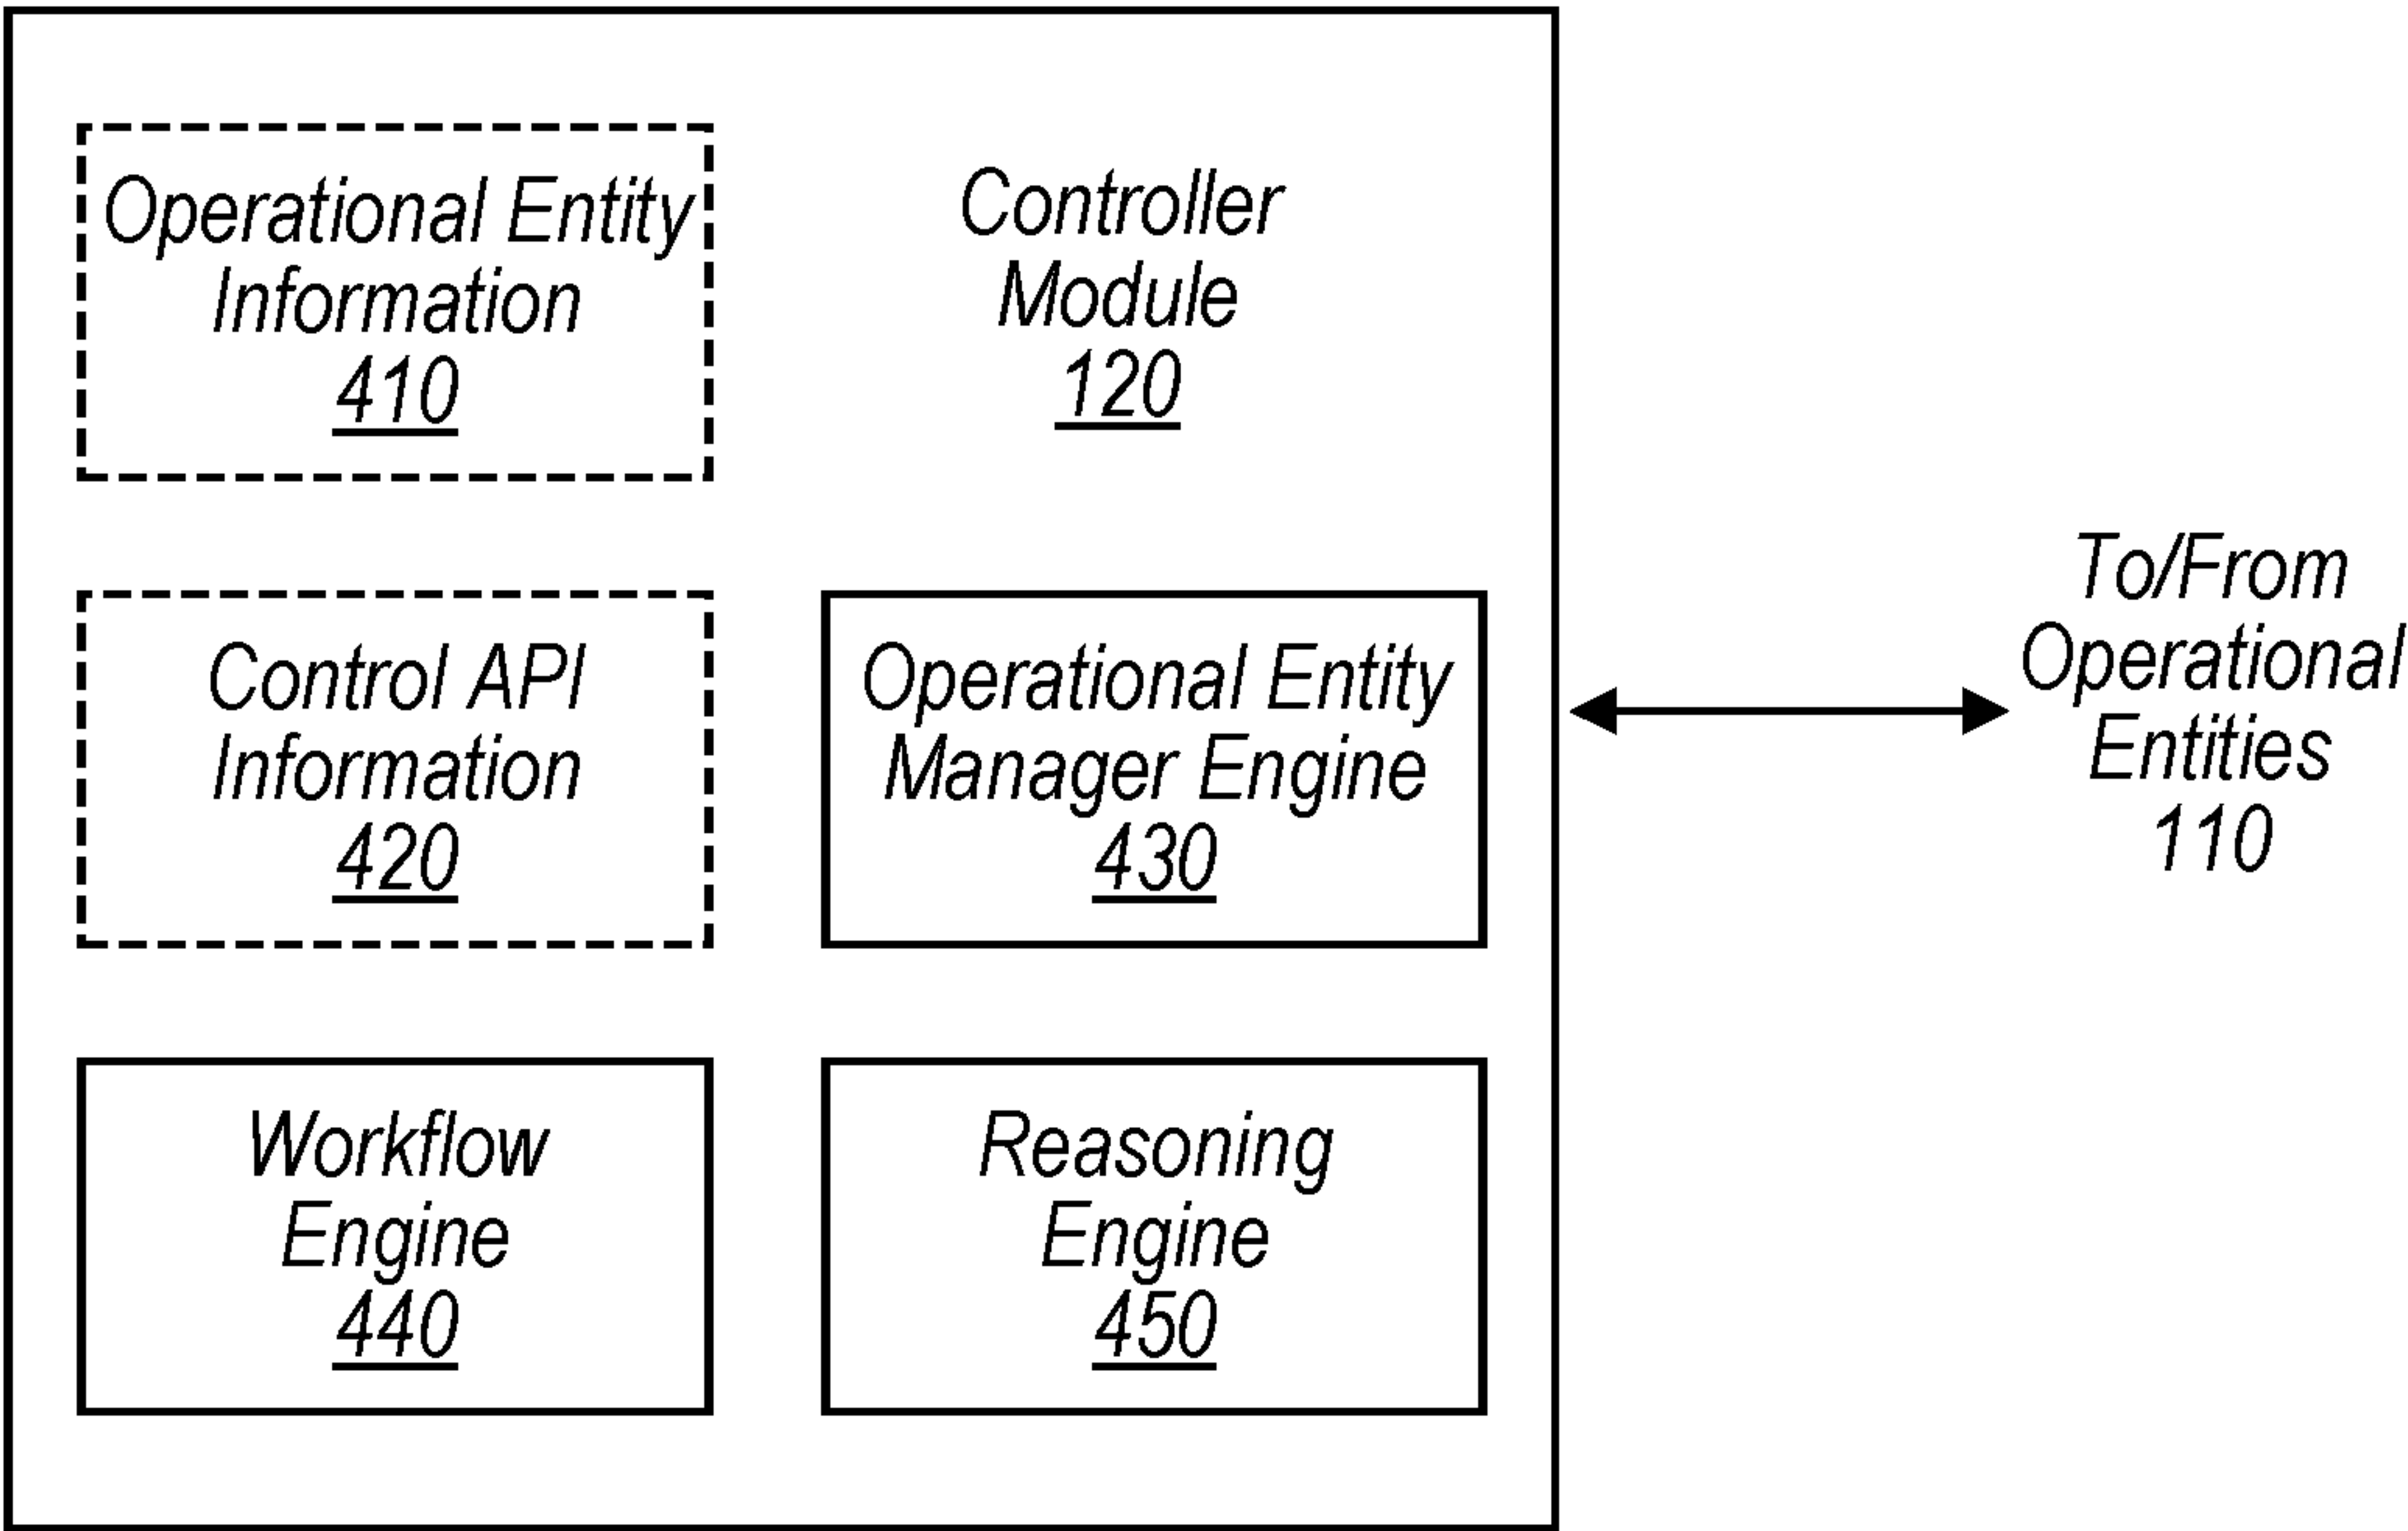 Operational Entity
Information
410
Controller
Module
120
Control API
Information
420
Operational Entity
Manager Engine
430
Workflow
Engine
440
Reasoning
Engine
450
To/From
Operational
Entities
110